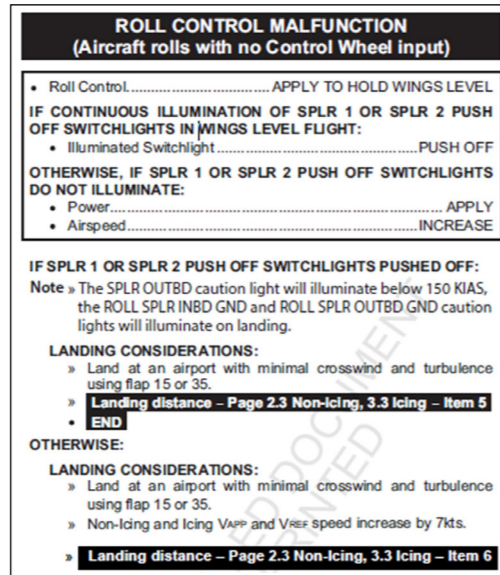 ROLL CONTROL MALFUNCTION
(Aircraft rolls with no Control Wheel input)
• Roll Control.................................APPLY TO HOLD WINGS LEVEL
IF CONTINUOUS ILLUMINATION OF SPLR 1 OR SPLR 2 PUSH
OFF SWITCHLIGHTS IN WINGS LEVEL FLIGHT:
• Illuminated Switchlight..............................................PUSH OFF
OTHERWISE, IF SPLR 1 OR SPLR 2 PUSH OFF SWITCHLIGHTS
DO NOT ILLUMINATE:
• Power............................................................................ APPLY
• Airspeed....................................................................INCREASE
IF SPLR 1 OR SPLR 2 PUSH OFF SWITCHLIGHTS PUSHED OFF:
Note » The SPLR OUTBD caution light will illuminate below 150 KIAS,
the ROLL SPLR INBD GND and ROLL SPLR OUTBD GND caution
lights will illuminate on landing.
LANDING CONSIDERATIONS:
» Land at an airport with minimal crosswind and turbulence
using flap 15 or 35.
» Landing distance – Page 2.3 Non-Icing, 3.3 Icing – Item 5
• END
OTHERWISE:
LANDING CONSIDERATIONS:
» Land at an airport with minimal crosswind and turbulence
using flap 15 or 35.
» Non-Icing and Icing VAPP and VREF speed increase by 7kts.
» Landing distance – Page 2.3 Non-Icing, 3.3 Icing – Item 6